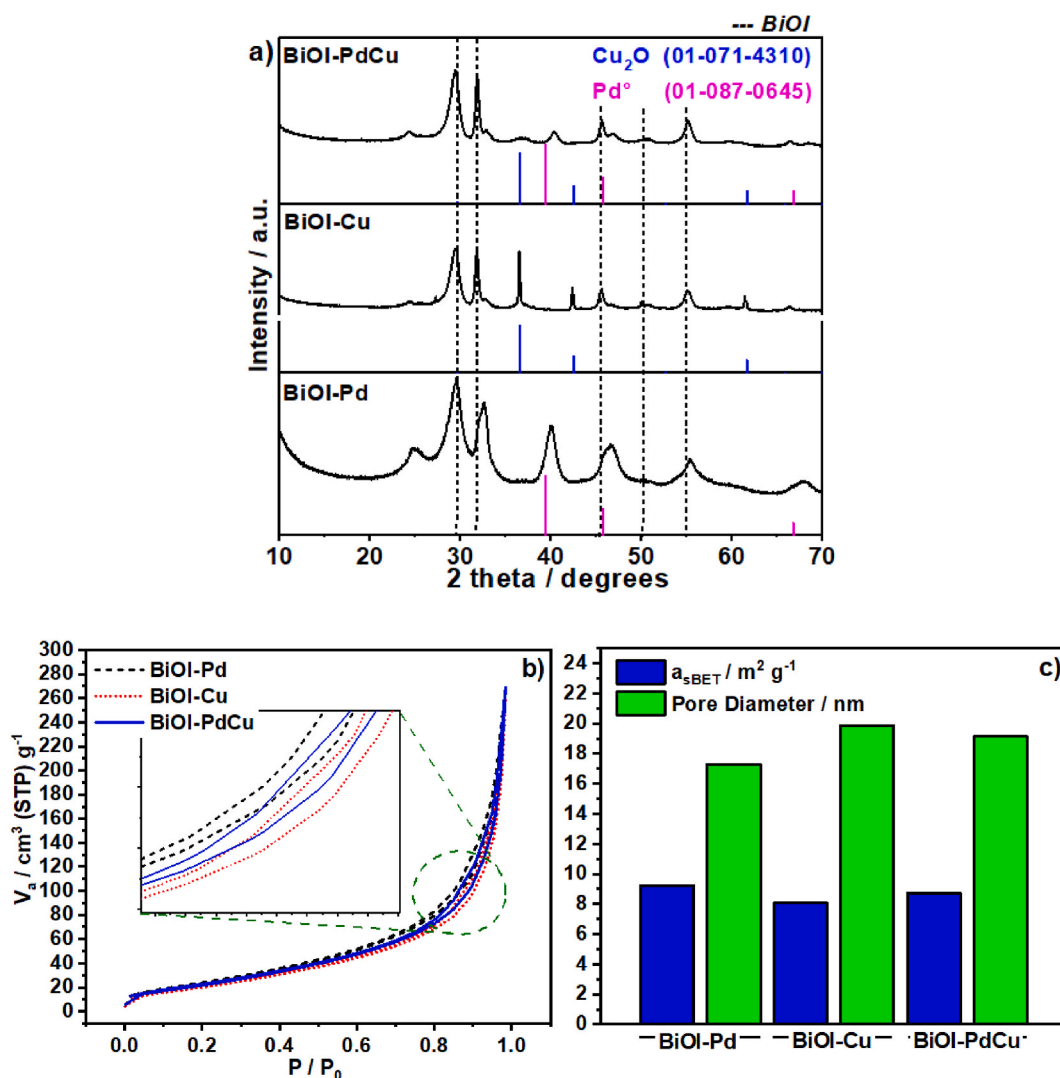 --- BiOI
a)
BiOI-PdCu
Cu₂O (01-071-4310)
Pd° (01-087-0645)
BiOI-Cu
BiOI-Pd
Intensity / a.u.
10 20 30 40 50 60 70
2 theta / degrees
b)
BiOI-Pd
BiOI-Cu
BiOI-PdCu
300
280
260
240
220
200
180
160
140
120
100
80
60
40
20
0
Vₐ / cm³ (STP) g⁻¹
0.0 0.2 0.4 0.6 0.8 1.0
P / P₀
c)
aₛBET / m² g⁻¹
Pore Diameter / nm
24
22
20
18
16
14
12
10
8
6
4
2
0
BiOI-Pd BiOI-Cu BiOI-PdCu